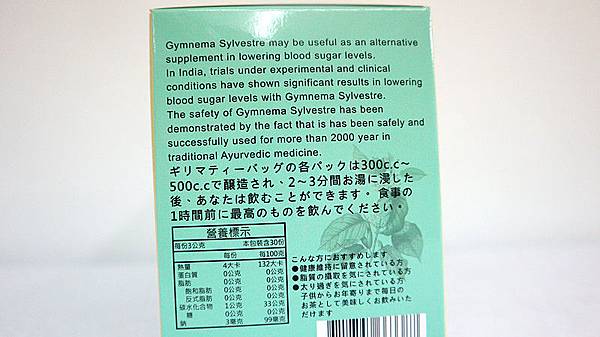 Gymnema Sylvestre may be useful as an alternative
supplement in lowering blood sugar levels.
In India, trials under experimental and clinical
conditions have shown significant results in lowering
blood sugar levels with Gymnema Sylvestre.
The safety of Gymnema Sylvestre has been
demonstrated by the fact that is has been safely and
successfully used for more than 2000 year in
traditional Ayurvedic medicine.
ギリマティーバッグの各パックは300c.c～
500c.cで醸造され、2～3分間お湯に浸した
後、あなたは飲むことができます。 食事の
1時間前に最高のものを飲んでください。
營養標示
每份3公克 本包裝含30份
每份 每100克
熱量 4大卡 132大卡
蛋白質 0公克 0公克
脂肪 0公克 0公克
飽和脂肪 0公克 0公克
反式脂肪 0公克 0公克
碳水化合物 1公克 33公克
糖 0公克 0公克
鈉 3毫克 99毫克
こんな方におすすめします
●健康維持に留意されている方
●脂質の摂取を気にされている方
●太り過ぎを気にされている方
子供からお年寄りまで毎日の
お茶として美味しくお飲みいた
だけます